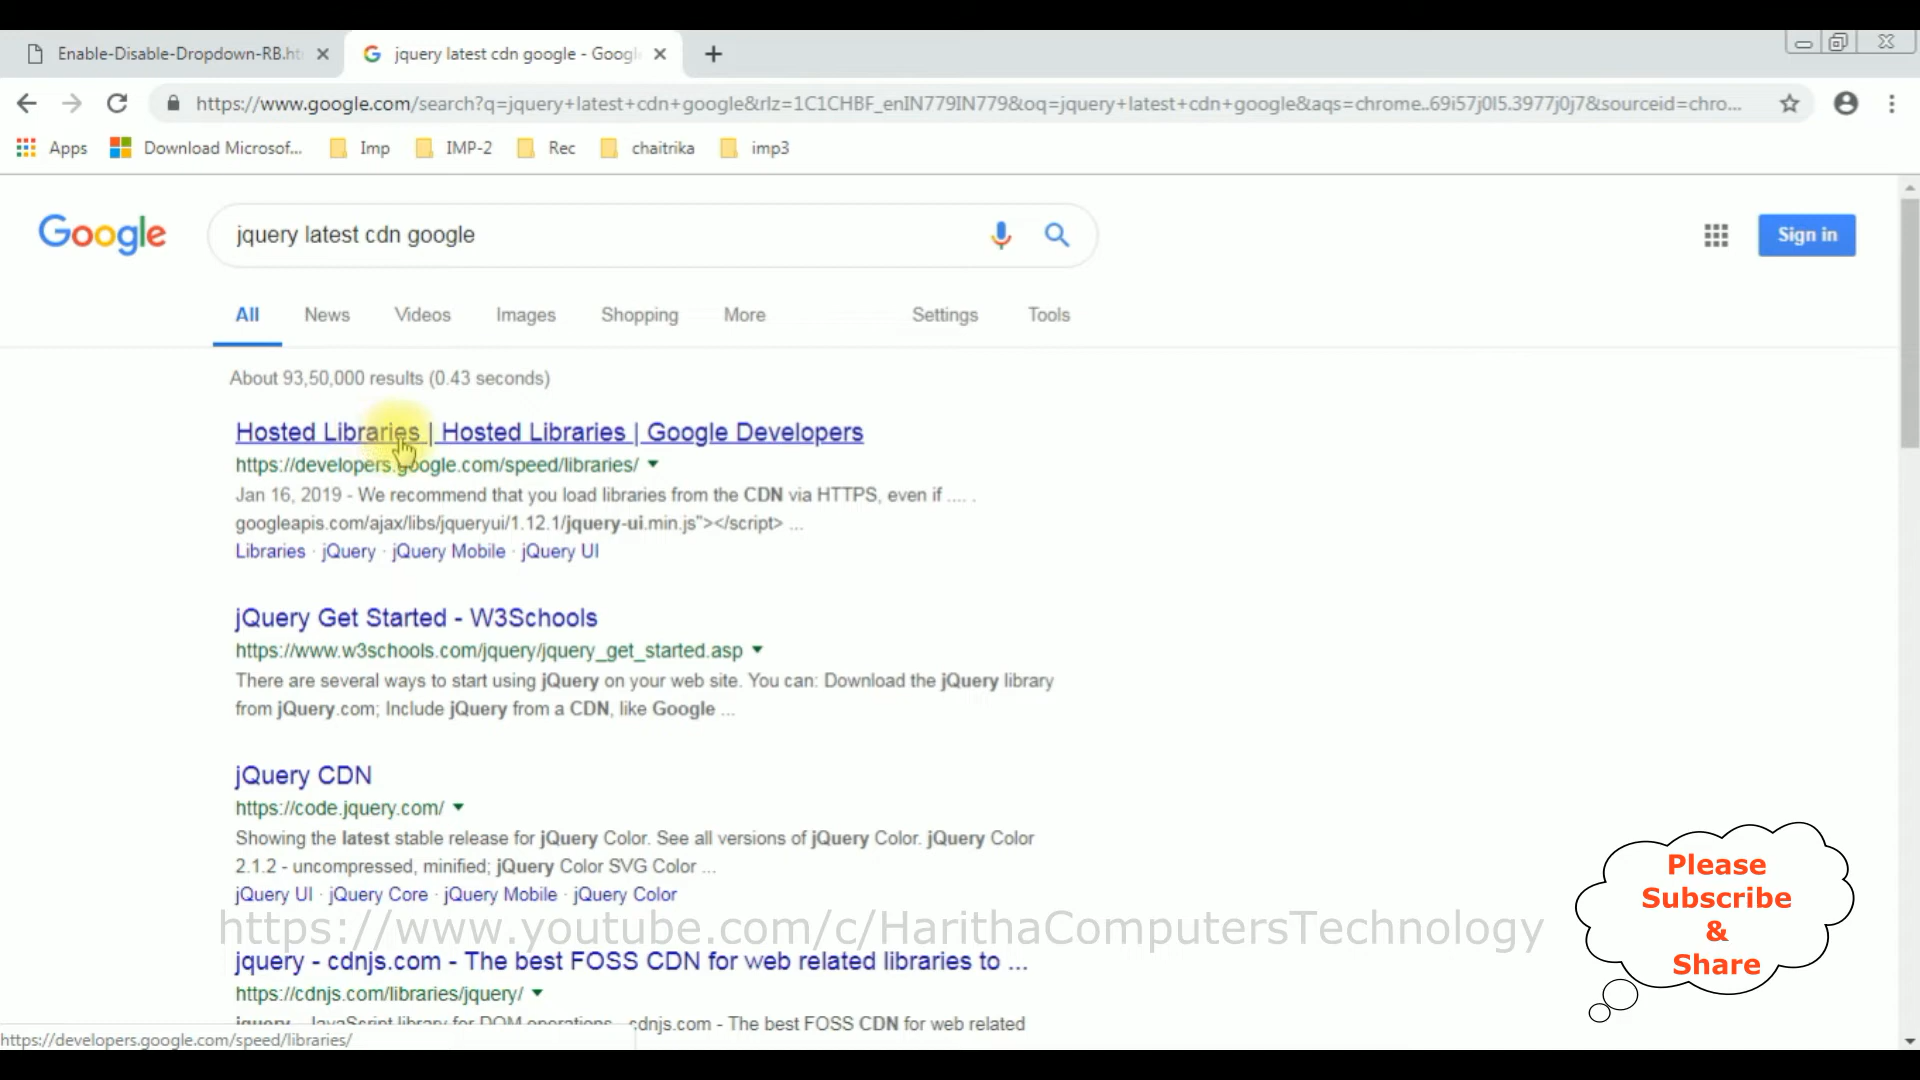 Enable-Disable-Dropdown-RB.ht
jquery latest cdn google - Googl
https://www.google.com/search?q=jquery+latest+cdn+google&rlz=1C1CHBF_enIN779IN779&oq=jquery+latest+cdn+google&aqs=chrome..69i57j0l5.3977j0j7&sourceid=chro...
Apps
Download Microsof...
Imp
IMP-2
Rec
chaitrika
imp3
Google
jquery latest cdn google
Sign in
All
News
Videos
Images
Shopping
More
Settings
Tools
About 93,50,000 results (0.43 seconds)
Hosted Libraries | Hosted Libraries | Google Developers
https://developers.google.com/speed/libraries/
Jan 16, 2019 - We recommend that you load libraries from the CDN via HTTPS, even if .... .
googleapis.com/ajax/libs/jqueryui/1.12.1/jquery-ui.min.js"></script> ...
Libraries · jQuery · jQuery Mobile · jQuery UI
jQuery Get Started - W3Schools
https://www.w3schools.com/jquery/jquery_get_started.asp
There are several ways to start using jQuery on your web site. You can: Download the jQuery library
from jQuery.com; Include jQuery from a CDN, like Google ...
jQuery CDN
https://code.jquery.com/
Showing the latest stable release for jQuery Color. See all versions of jQuery Color. jQuery Color
2.1.2 - uncompressed, minified; jQuery Color SVG Color ...
jQuery UI · jQuery Core · jQuery Mobile · jQuery Color
https://www.youtube.com/c/HarithaComputersTechnology
jquery - cdnjs.com - The best FOSS CDN for web related libraries to ...
https://cdnjs.com/libraries/jquery/
jquery - JavaScript library for DOM operations - cdnjs.com - The best FOSS CDN for web related
https://developers.google.com/speed/libraries/
Please
Subscribe
&
Share